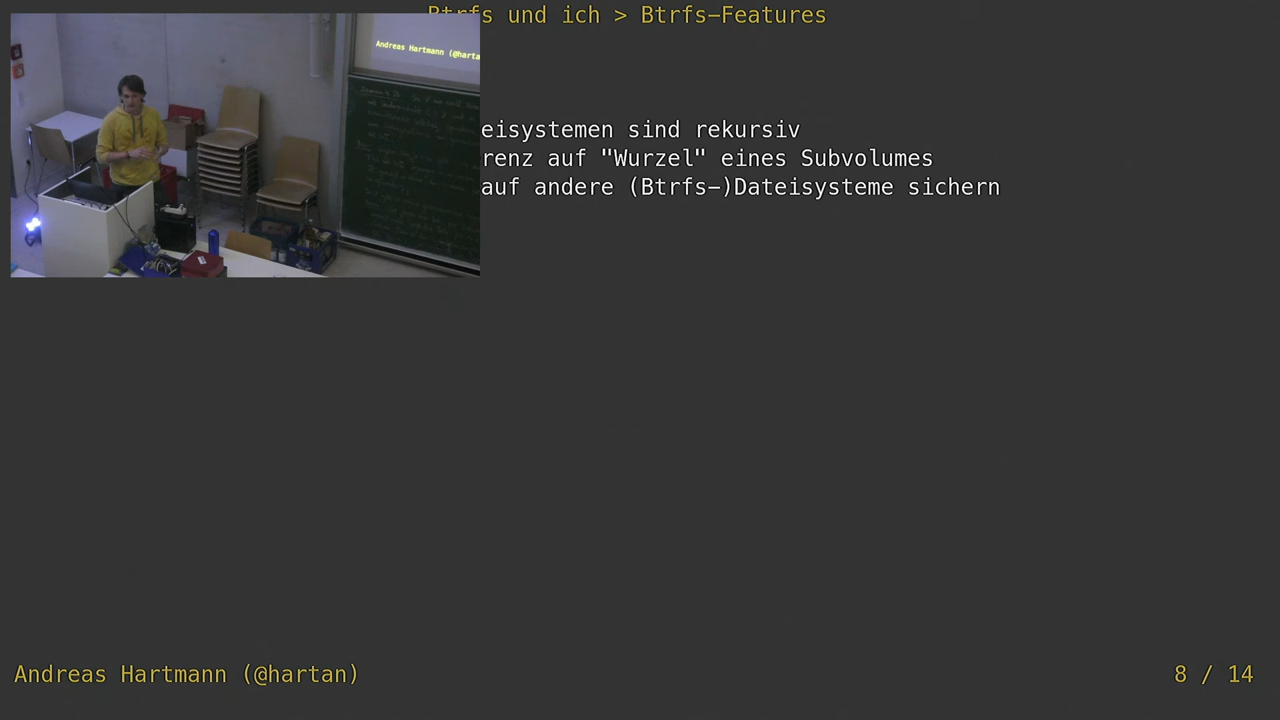 Btrfs und ich > Btrfs-Features
Andreas Hartmann (@harta
eisystemen sind rekursiv
renz auf "Wurzel" eines Subvolumes
auf andere (Btrfs-)Dateisysteme sichern
Andreas Hartmann (@hartan)
8 / 14